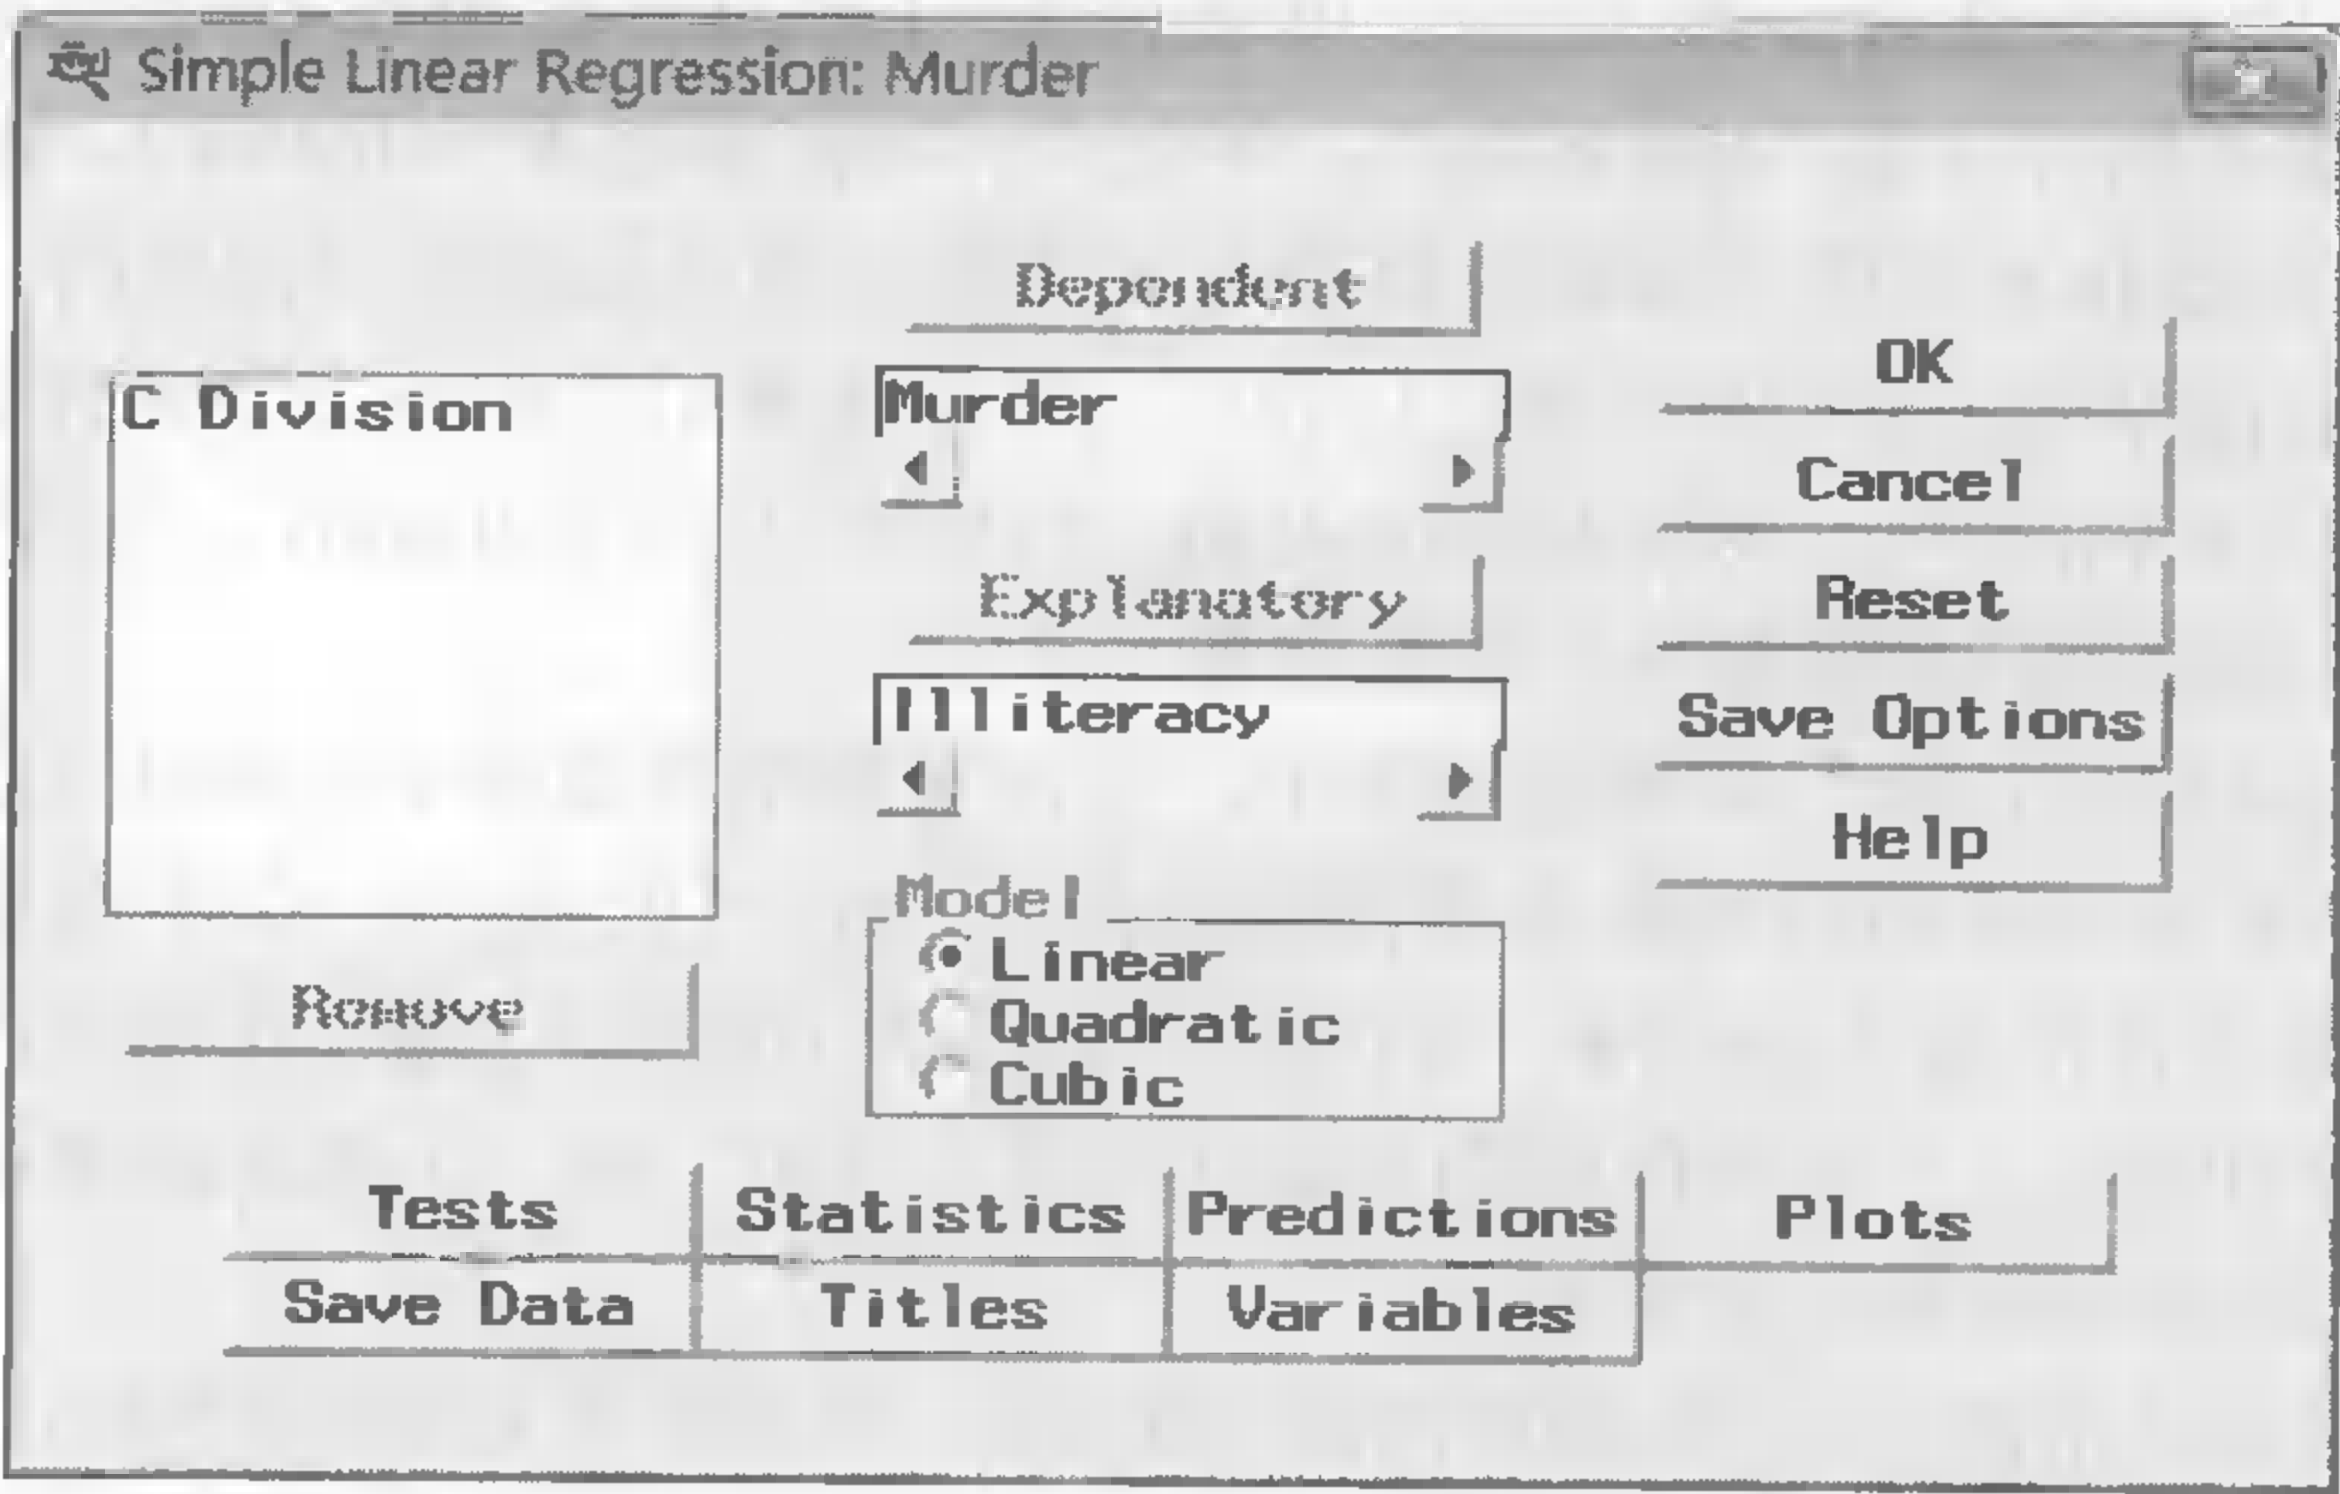 Simple Linear Regression: Murder
Dependent
C Division
Murder
OK
Cancel
Explanatory
Reset
Illiteracy
Save Options
Help
Model
Linear
Quadratic
Cubic
Remove
Tests
Statistics
Predictions
Plots
Save Data
Titles
Variables